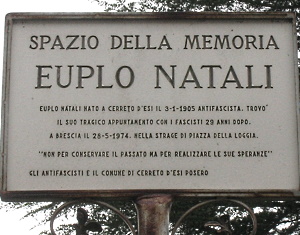 SPAZIO DELLA MEMORIA
EUPLO NATALI
EUPLO NATALI NATO A CERRETO D'ESI IL 3-1-1905 ANTIFASCISTA. TROVO'
IL SUO TRAGICO APPUNTAMENTO CON I FASCISTI 29 ANNI DOPO.
A BRESCIA IL 28-5-1974. NELLA STRAGE DI PIAZZA DELLA LOGGIA.
"NON PER CONSERVARE IL PASSATO MA PER REALIZZARE LE SUE SPERANZE"
GLI ANTIFASCISTI E IL COMUNE DI CERRETO D'ESI POSERO